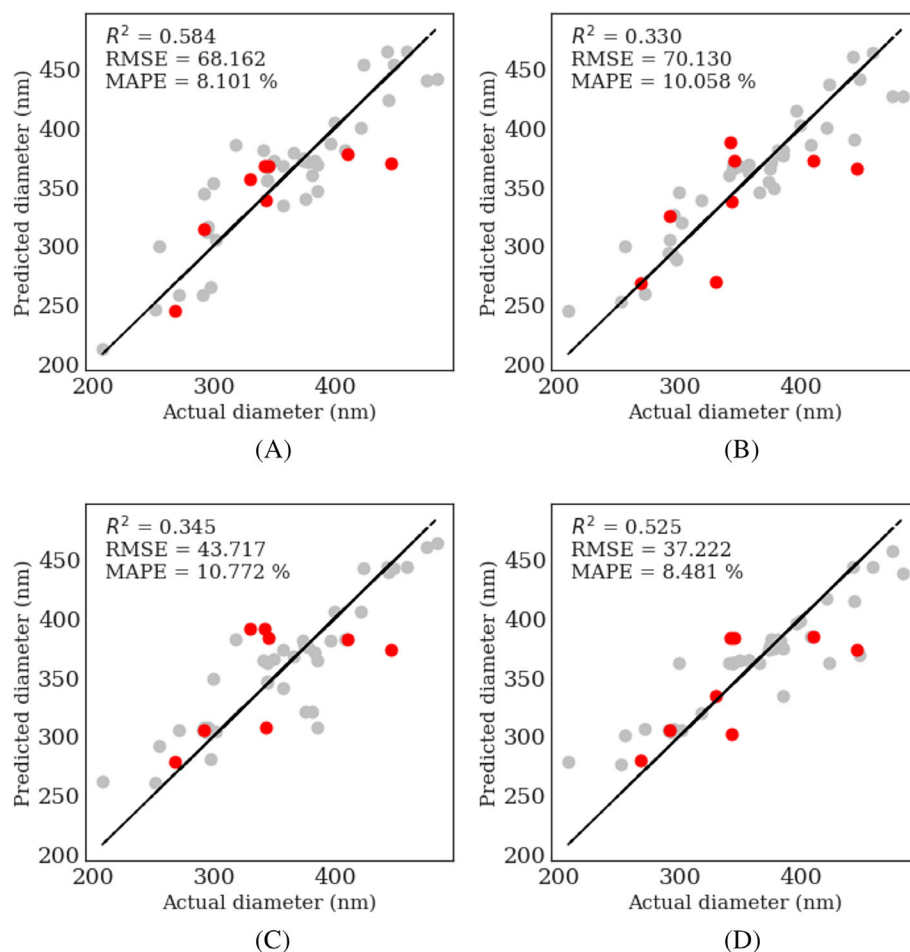 R² = 0.584
RMSE = 68.162
MAPE = 8.101 %
Predicted diameter (nm)
450
400
350
300
250
200
200 300 400
Actual diameter (nm)
(A)
R² = 0.330
RMSE = 70.130
MAPE = 10.058 %
Predicted diameter (nm)
450
400
350
300
250
200
200 300 400
Actual diameter (nm)
(B)
R² = 0.345
RMSE = 43.717
MAPE = 10.772 %
Predicted diameter (nm)
450
400
350
300
250
200
200 300 400
Actual diameter (nm)
(C)
R² = 0.525
RMSE = 37.222
MAPE = 8.481 %
Predicted diameter (nm)
450
400
350
300
250
200
200 300 400
Actual diameter (nm)
(D)